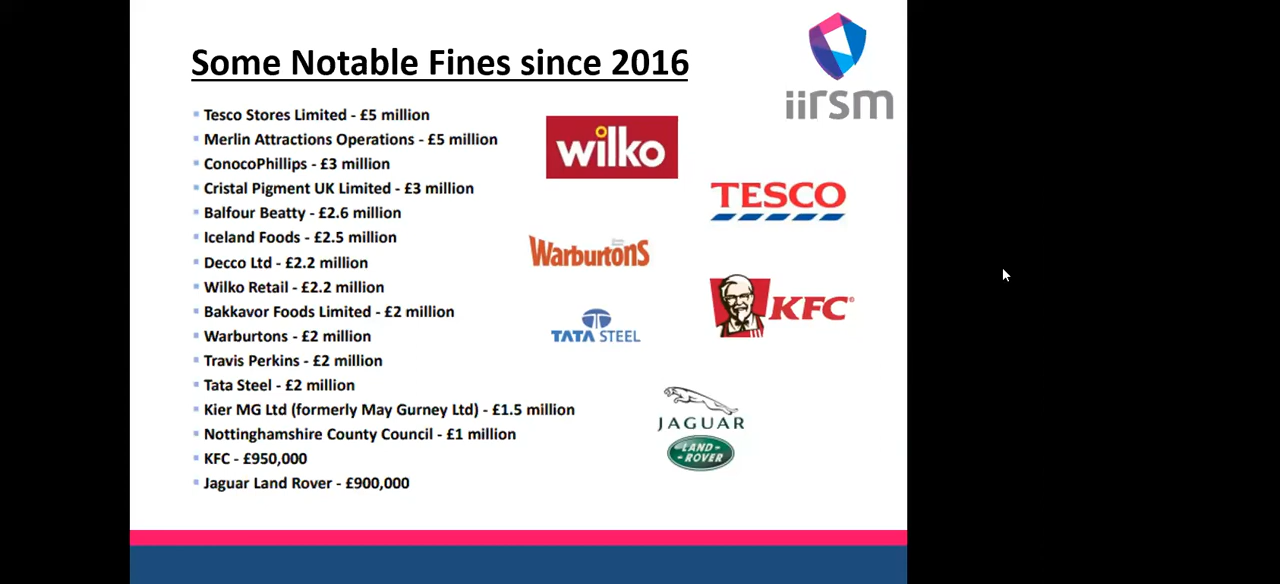 Some Notable Fines since 2016
iirsm
Tesco Stores Limited - £5 million
Merlin Attractions Operations - £5 million
ConocoPhillips - £3 million
Cristal Pigment UK Limited - £3 million
Balfour Beatty - £2.6 million
Iceland Foods - £2.5 million
Decco Ltd - £2.2 million
Wilko Retail - £2.2 million
Bakkavor Foods Limited - £2 million
Warburtons - £2 million
Travis Perkins - £2 million
Tata Steel - £2 million
Kier MG Ltd (formerly May Gurney Ltd) - £1.5 million
Nottinghamshire County Council - £1 million
KFC - £950,000
Jaguar Land Rover - £900,000
wilko
TESCO
Warburtons
KFC
TATA STEEL
JAGUAR
LAND-
-ROVER